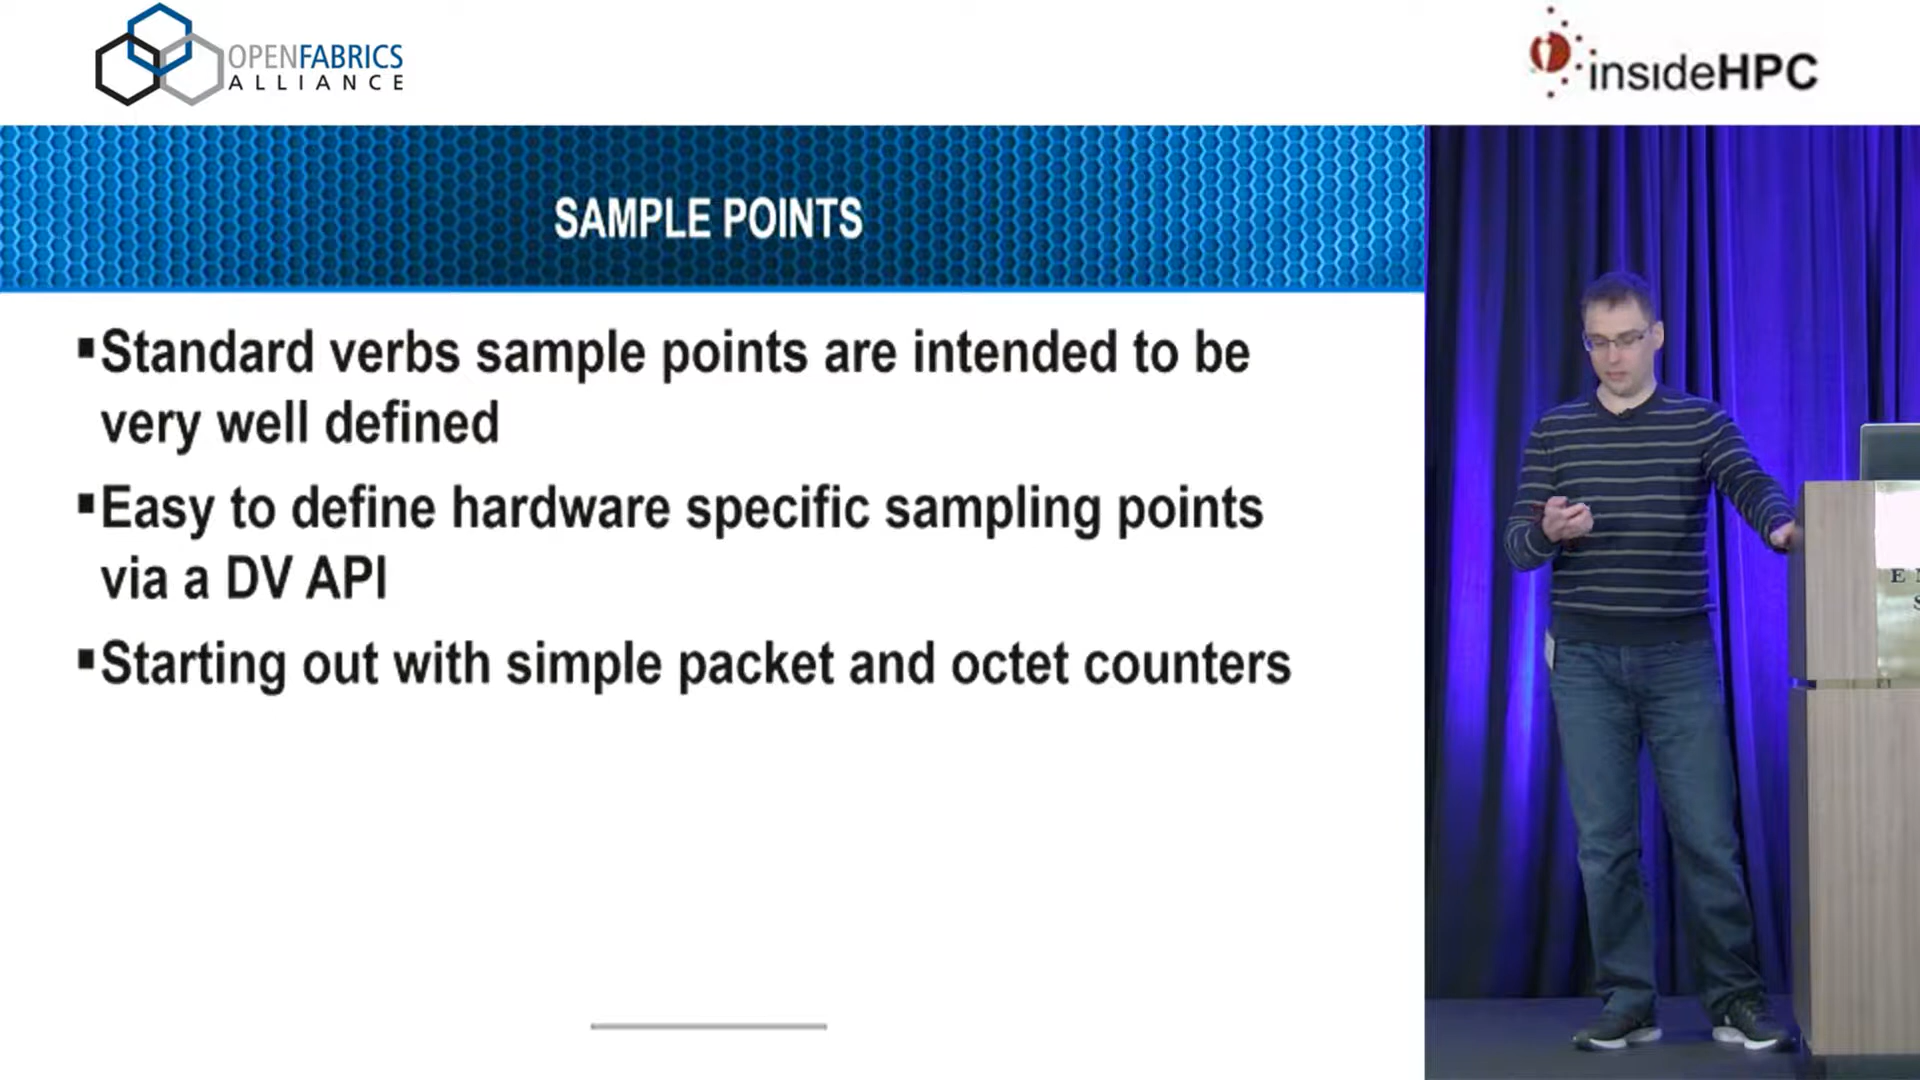 OPENFABRICS
ALLIANCE
insideHPC
SAMPLE POINTS
▪Standard verbs sample points are intended to be
very well defined
▪Easy to define hardware specific sampling points
via a DV API
▪Starting out with simple packet and octet counters
E